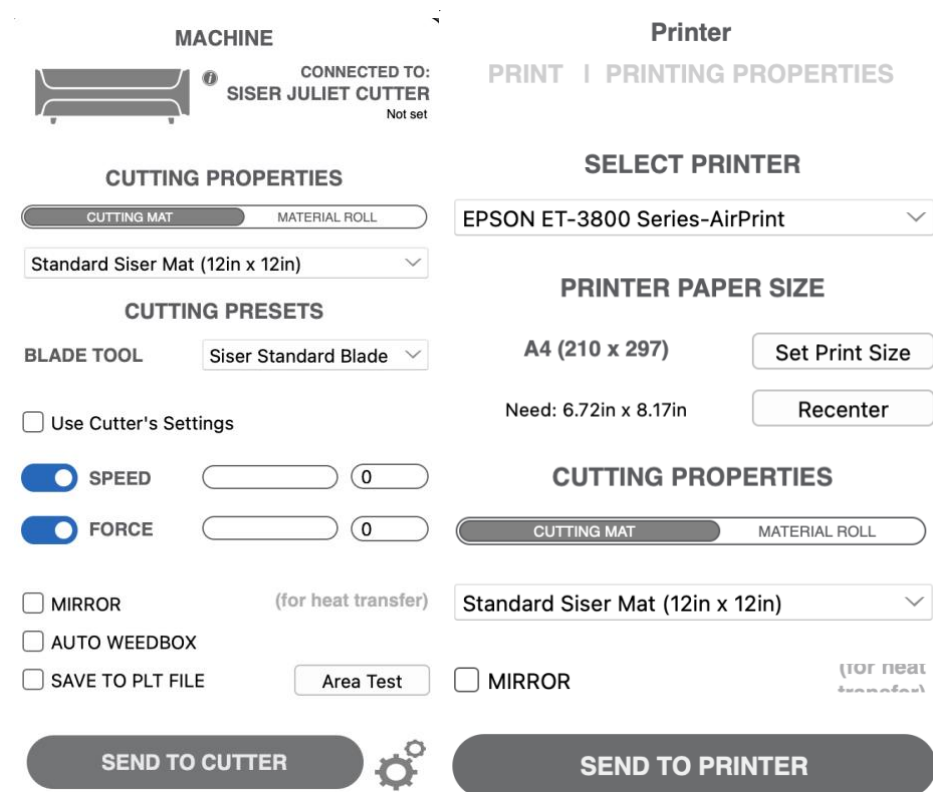 MACHINE
CONNECTED TO:
SISER JULIET CUTTER
Not set
CUTTING PROPERTIES
CUTTING MAT
MATERIAL ROLL
Standard Siser Mat (12in x 12in)
CUTTING PRESETS
BLADE TOOL
Siser Standard Blade
Use Cutter's Settings
SPEED
0
FORCE
0
MIRROR
(for heat transfer)
AUTO WEEDBOX
SAVE TO PLT FILE
Area Test
SEND TO CUTTER
Printer
PRINT | PRINTING PROPERTIES
SELECT PRINTER
EPSON ET-3800 Series-AirPrint
PRINTER PAPER SIZE
A4 (210 x 297)
Set Print Size
Need: 6.72in x 8.17in
Recenter
CUTTING PROPERTIES
CUTTING MAT
MATERIAL ROLL
Standard Siser Mat (12in x 12in)
MIRROR
(for heat
transfer)
SEND TO PRINTER